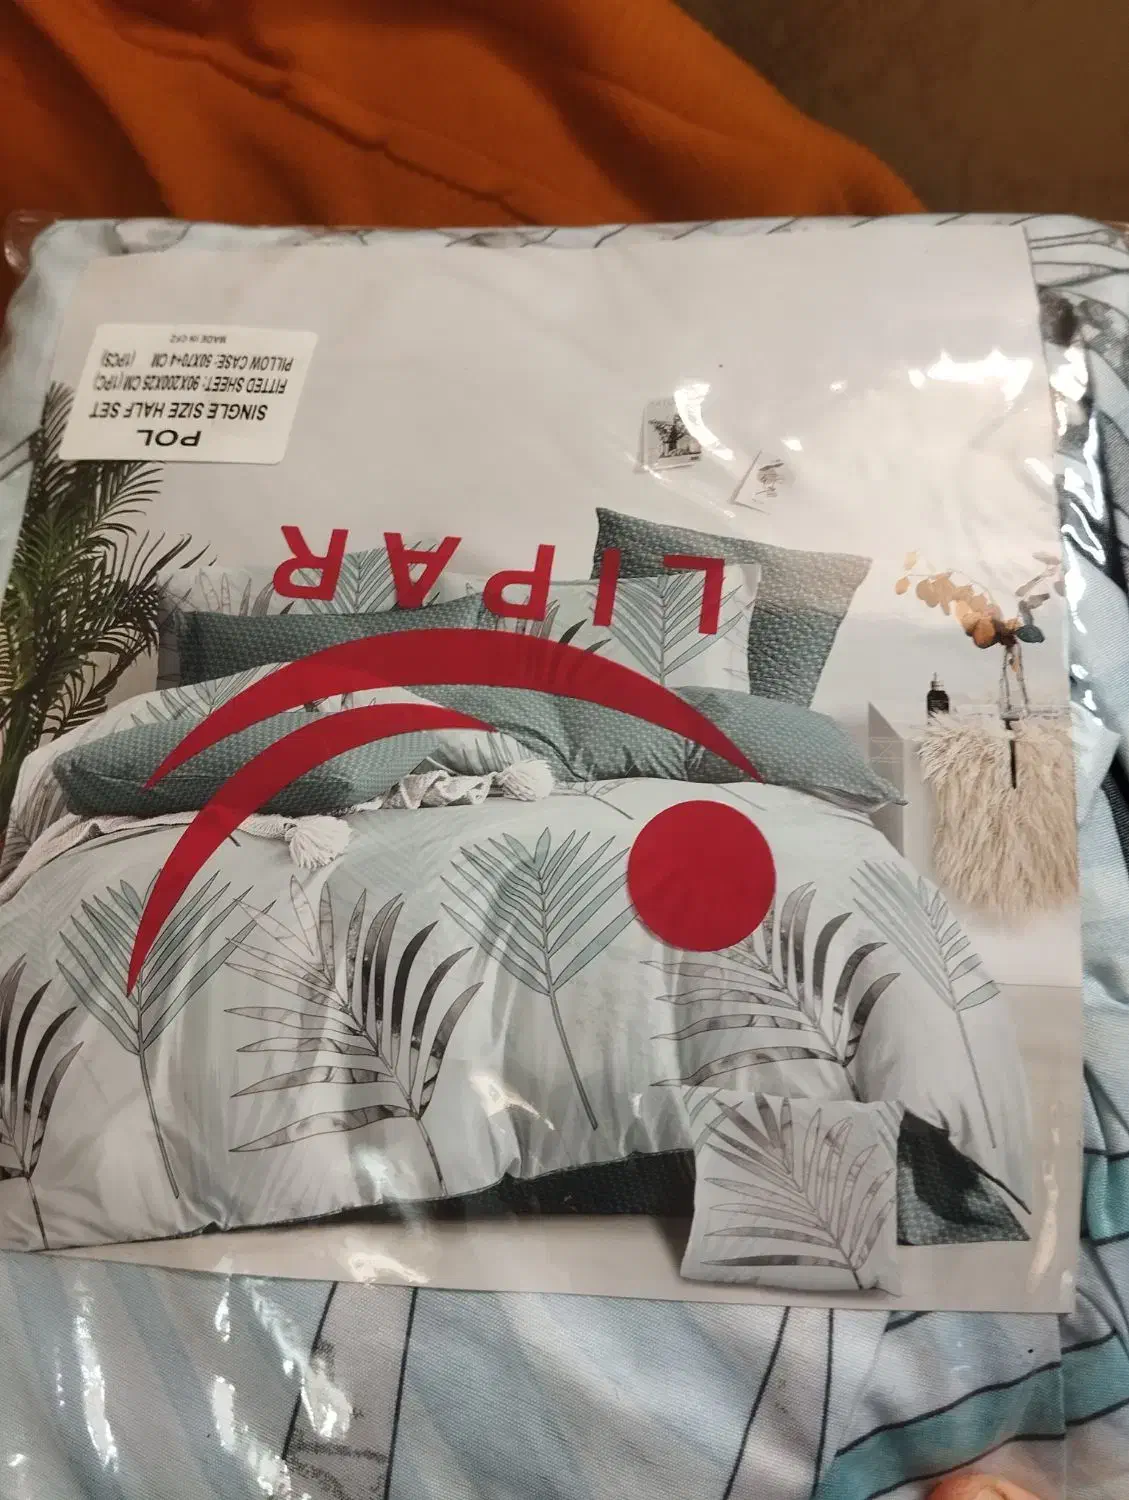 POL
SINGLE SIZE HALF SET
FITTED SHEET: 90X200X25 CM (1PC)
PILLOW CASE: 50X70+4 CM (1PCS)
MADE IN CFZ
LIPAR